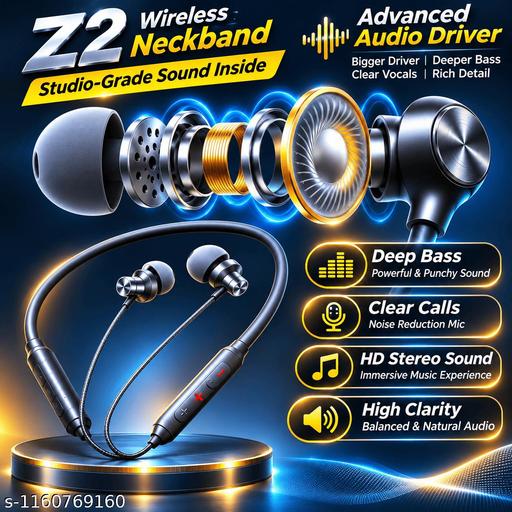 Z2 Wireless
Neckband
Studio-Grade Sound Inside
Advanced
Audio Driver
Bigger Driver | Deeper Bass
Clear Vocals | Rich Detail
Deep Bass
Powerful & Punchy Sound
Clear Calls
Noise Reduction Mic
HD Stereo Sound
Immersive Music Experience
High Clarity
Balanced & Natural Audio
s-1160769160